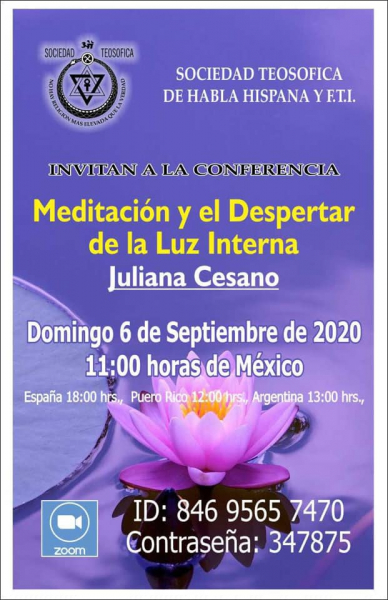 SOCIEDAD TEOSOFICA
NO HAY RELIGION MAS ELEVADA QUE LA VERDAD
SOCIEDAD TEOSOFICA
DE HABLA HISPANA Y F.T.I.
INVITAN A LA CONFERENCIA
Meditación y el Despertar
de la Luz Interna
Juliana Cesano
Domingo 6 de Septiembre de 2020
11:00 horas de México
España 18:00 hrs., Puero Rico 12:00 hrs., Argentina 13:00 hrs.,
ID: 846 9565 7470
Contraseña: 347875
zoom